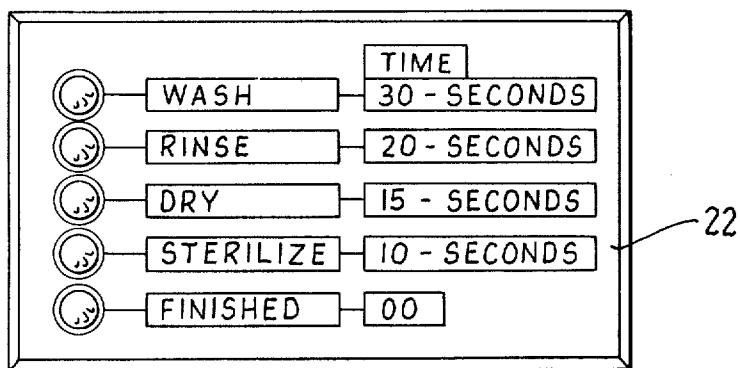 TIME
WASH 30 - SECONDS
RINSE 20 - SECONDS
DRY 15 - SECONDS
STERILIZE 10 - SECONDS
FINISHED 00
22